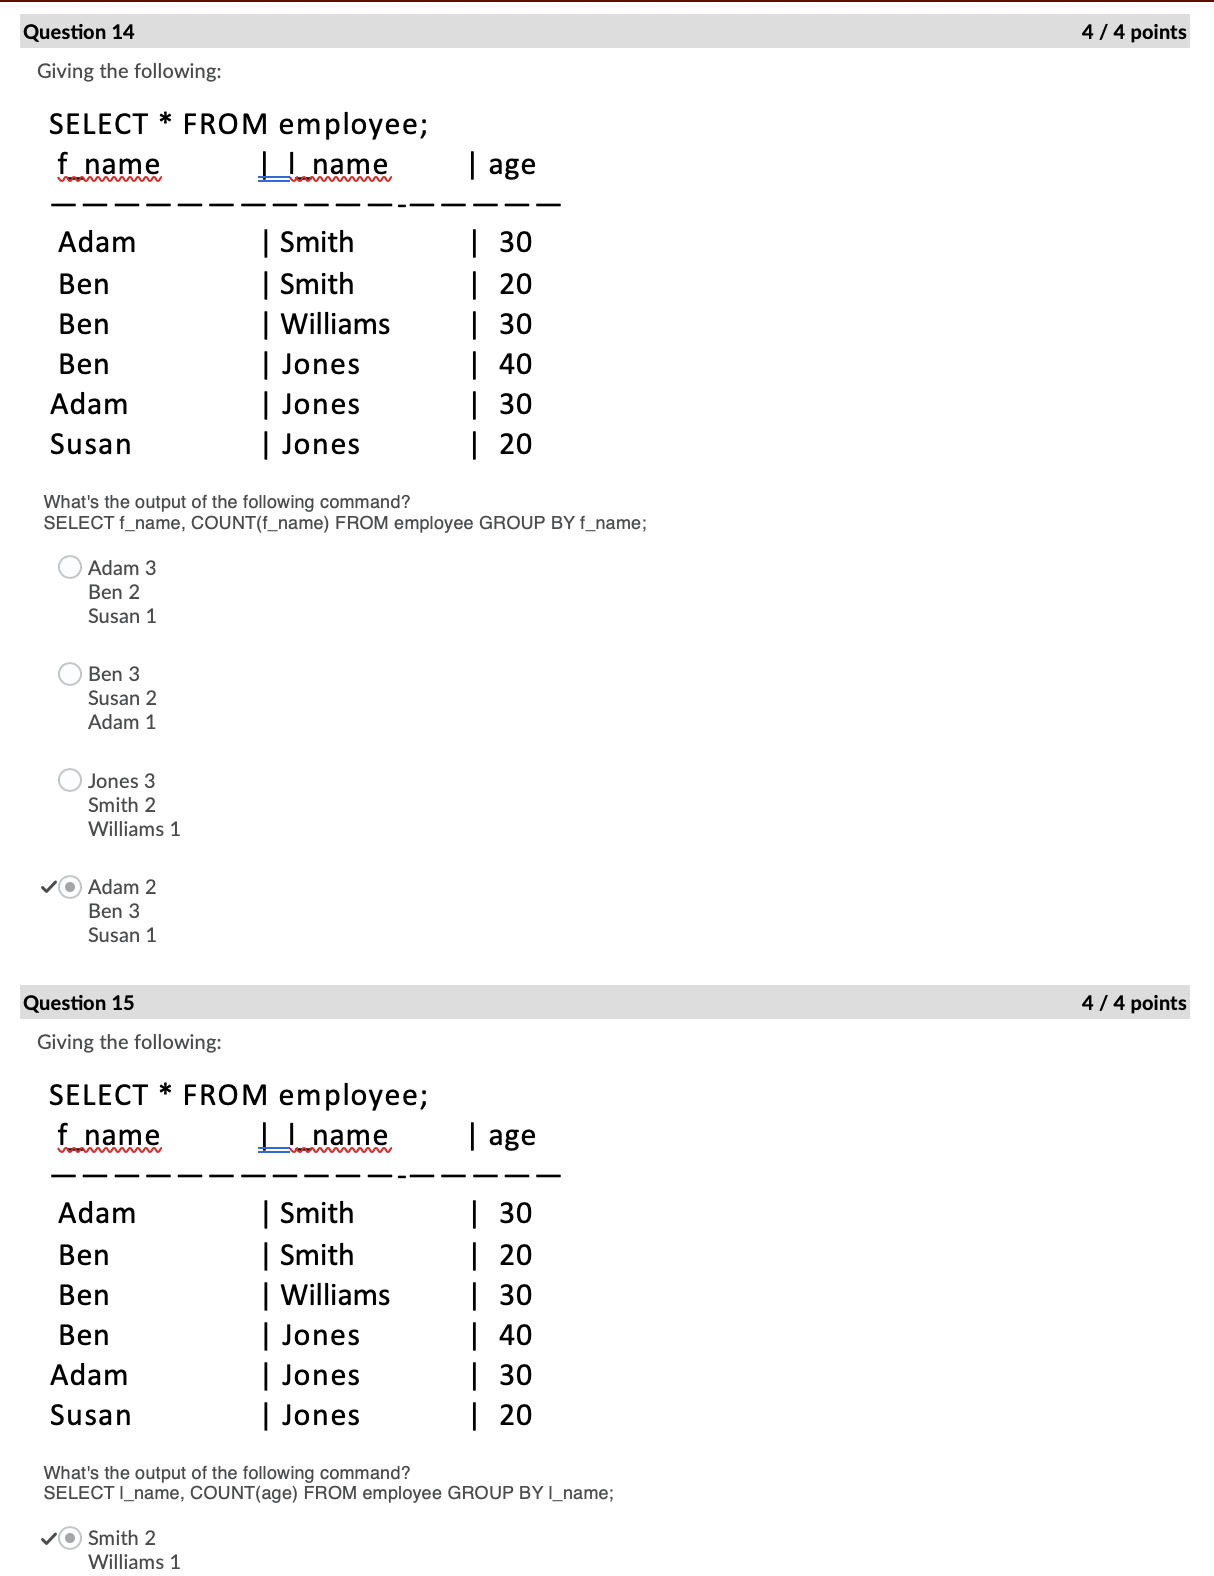 Question 14 4 / 4 points
Giving the following:
SELECT * FROM employee;
f_name | l_name | age
— — — — — — — — — — —-— — — — —
Adam | Smith | 30
Ben | Smith | 20
Ben | Williams | 30
Ben | Jones | 40
Adam | Jones | 30
Susan | Jones | 20
What's the output of the following command?
SELECT f_name, COUNT(f_name) FROM employee GROUP BY f_name;
Adam 3
Ben 2
Susan 1
Ben 3
Susan 2
Adam 1
Jones 3
Smith 2
Williams 1
Adam 2
Ben 3
Susan 1
Question 15 4 / 4 points
Giving the following:
SELECT * FROM employee;
f_name | l_name | age
— — — — — — — — — — —-— — — — —
Adam | Smith | 30
Ben | Smith | 20
Ben | Williams | 30
Ben | Jones | 40
Adam | Jones | 30
Susan | Jones | 20
What's the output of the following command?
SELECT l_name, COUNT(age) FROM employee GROUP BY l_name;
Smith 2
Williams 1